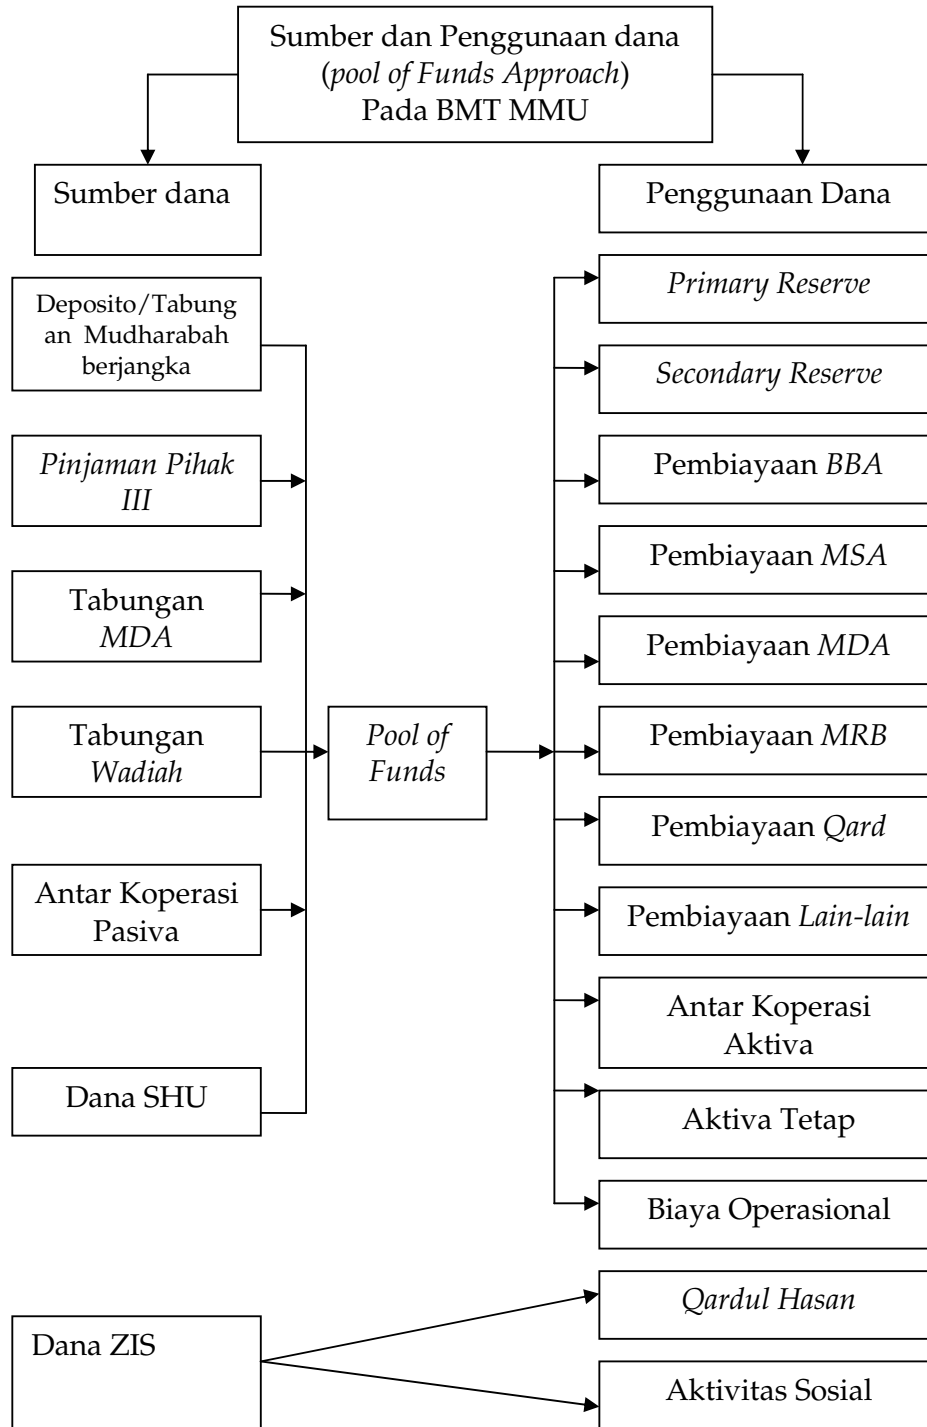 Sumber dan Penggunaan dana
(pool of Funds Approach)
Pada BMT MMU
Sumber dana
Penggunaan Dana
Deposito/Tabung
an Mudharabah
berjangka
Pinjaman Pihak
III
Tabungan
MDA
Tabungan
Wadiah
Antar Koperasi
Pasiva
Dana SHU
Pool of
Funds
Primary Reserve
Secondary Reserve
Pembiayaan BBA
Pembiayaan MSA
Pembiayaan MDA
Pembiayaan MRB
Pembiayaan Qard
Pembiayaan Lain-lain
Antar Koperasi
Aktiva
Aktiva Tetap
Biaya Operasional
Dana ZIS
Qardul Hasan
Aktivitas Sosial